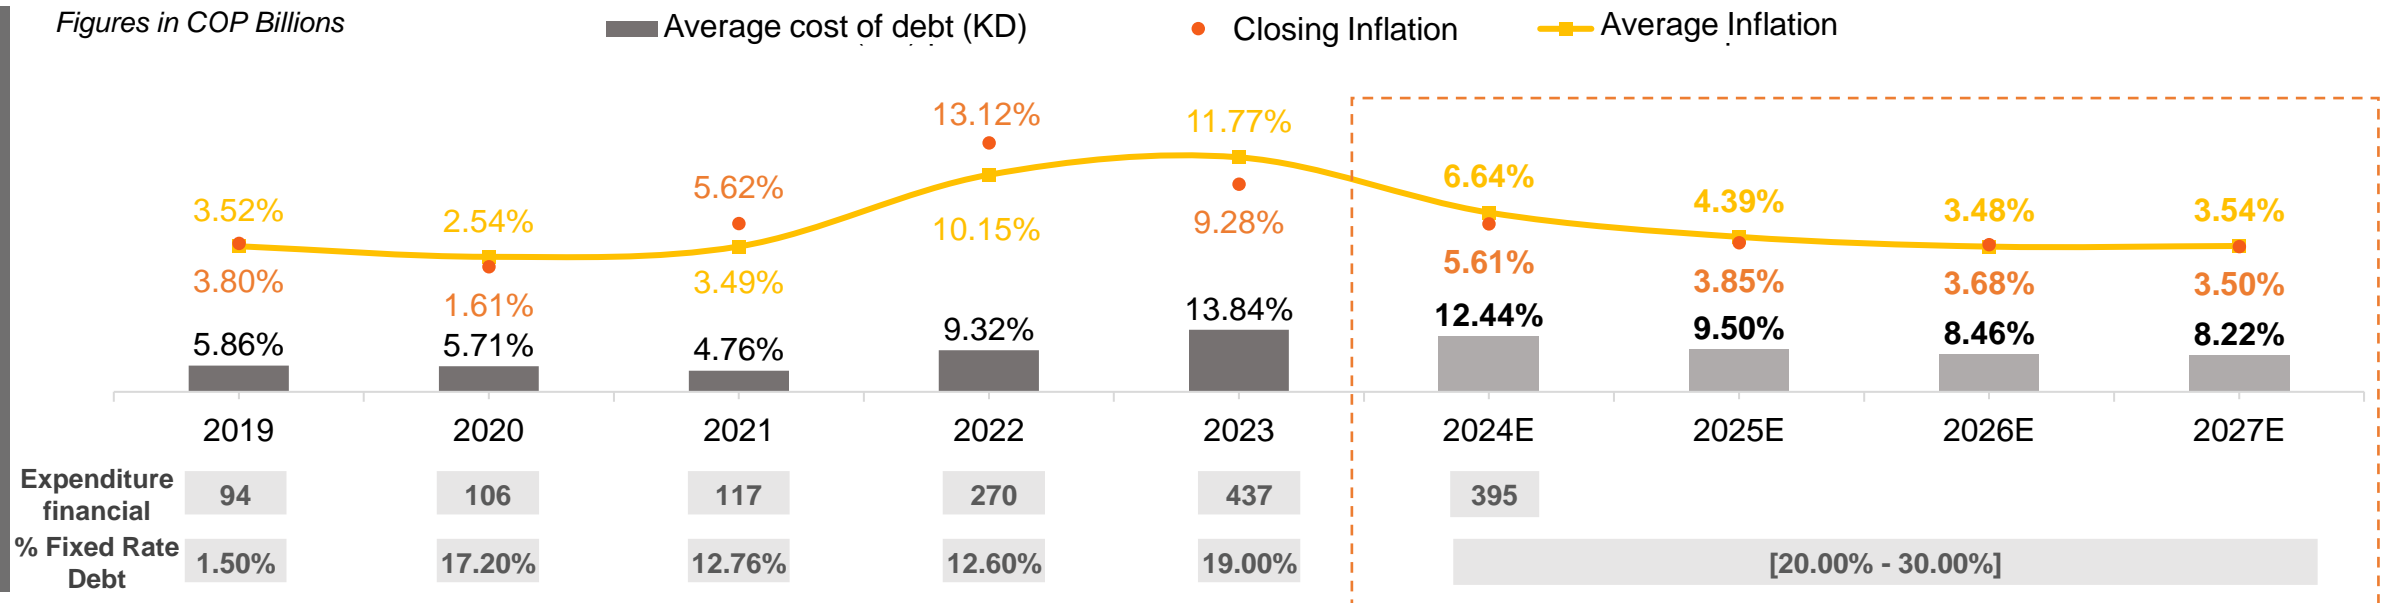 Figures in COP Billions
Average cost of debt (KD)
Closing Inflation
Average Inflation
13.12%
11.77%
5.62%
6.64%
3.52%
2.54%
4.39%
3.48%
3.54%
10.15%
9.28%
3.80%
1.61%
3.49%
5.61%
3.85%
3.68%
3.50%
5.86%
5.71%
4.76%
9.32%
13.84%
12.44%
9.50%
8.46%
8.22%
2019 2020 2021 2022 2023 2024E 2025E 2026E 2027E
Expenditure
financial
94 106 117 270 437 395
% Fixed Rate
Debt
1.50% 17.20% 12.76% 12.60% 19.00% [20.00% - 30.00%]